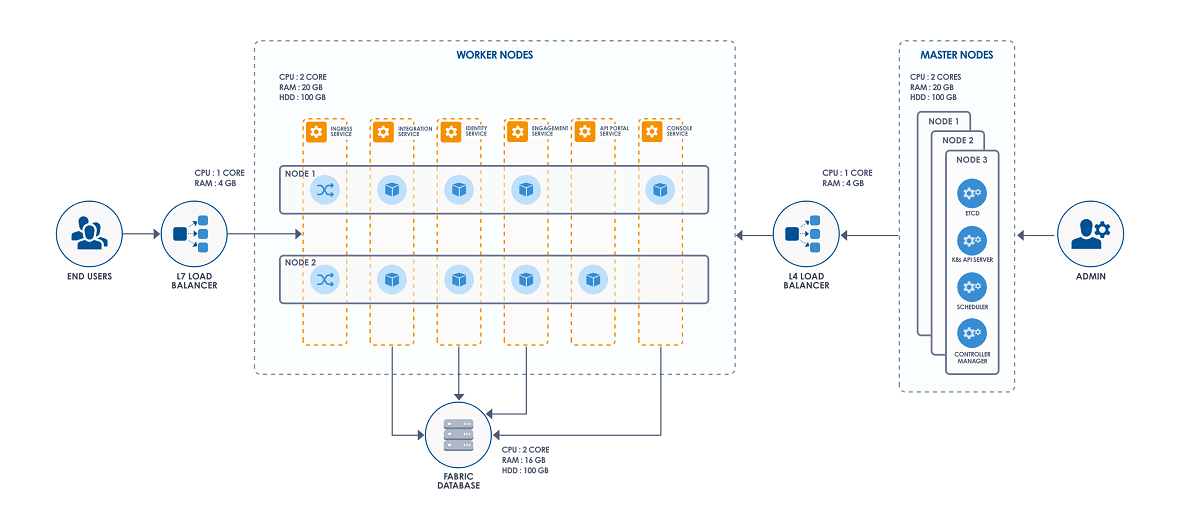 WORKER NODES
CPU : 2 CORE
RAM : 20 GB
HDD : 100 GB
INGRESS
SERVICE
INTEGRATION
SERVICE
IDENTITY
SERVICE
ENGAGEMENT
SERVICE
API PORTAL
SERVICE
CONSOLE
SERVICE
NODE 1
NODE 2
CPU : 1 CORE
RAM : 4 GB
END USERS
L7 LOAD
BALANCER
CPU : 1 CORE
RAM : 4 GB
L4 LOAD
BALANCER
MASTER NODES
CPU : 2 CORES
RAM : 20 GB
HDD : 100 GB
NODE 1
NODE 2
NODE 3
ETCD
K8s API SERVER
SCHEDULER
CONTROLLER
MANAGER
ADMIN
CPU : 2 CORE
RAM : 16 GB
HDD : 100 GB
FABRIC
DATABASE